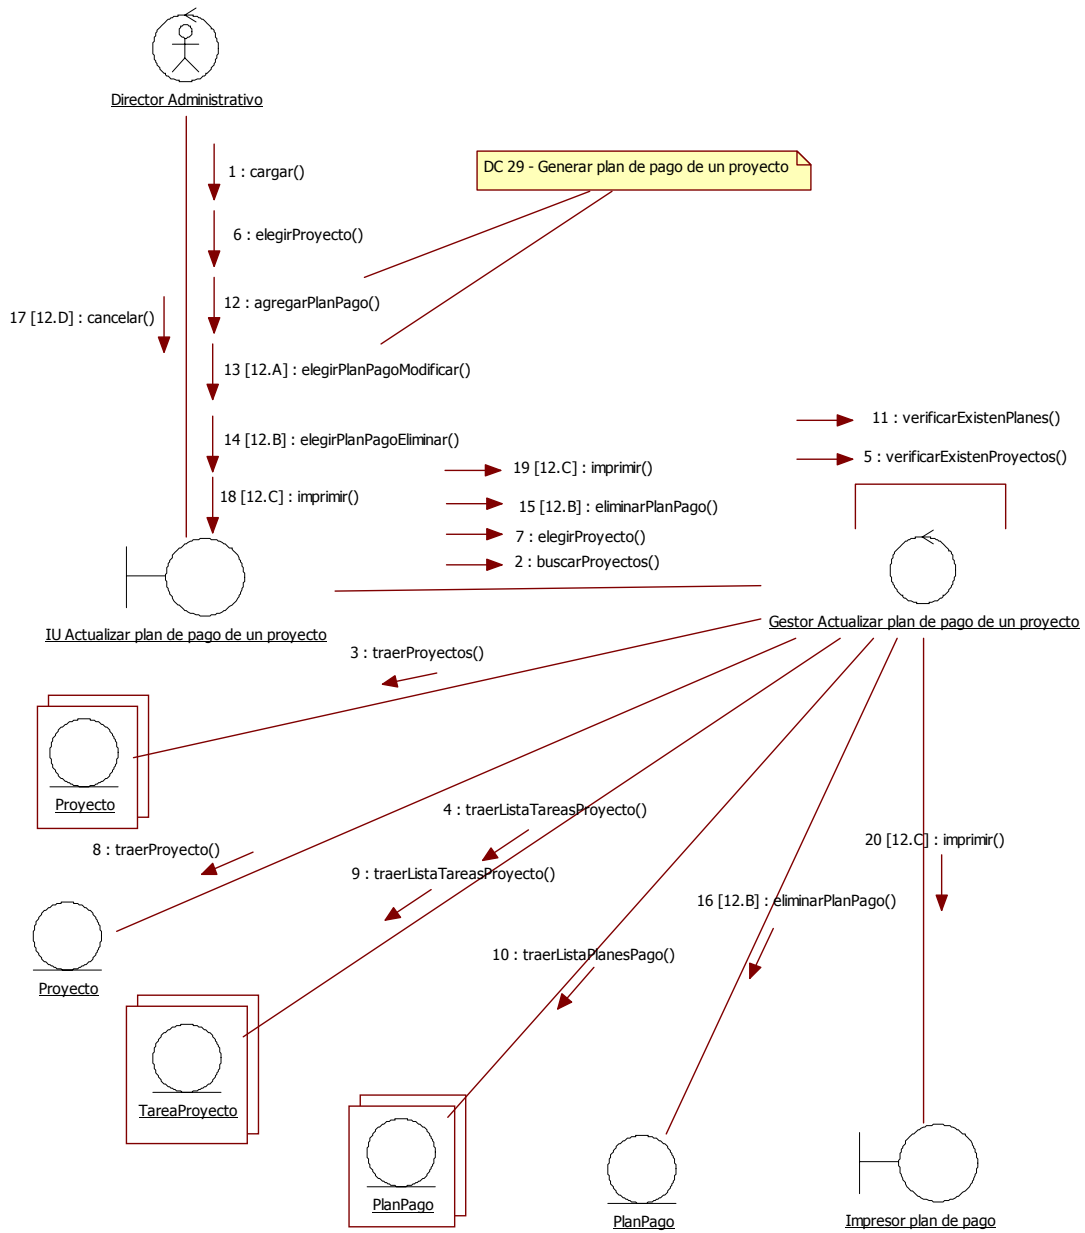 Director Administrativo
1 : cargar()
DC 29 - Generar plan de pago de un proyecto
6 : elegirProyecto()
12 : agregarPlanPago()
17 [12.D] : cancelar()
13 [12.A] : elegirPlanPagoModificar()
11 : verificarExistenPlanes()
14 [12.B] : elegirPlanPagoEliminar()
5 : verificarExistenProyectos()
19 [12.C] : imprimir()
18 [12.C] : imprimir()
15 [12.B] : eliminarPlanPago()
7 : elegirProyecto()
2 : buscarProyectos()
IU Actualizar plan de pago de un proyecto
Gestor Actualizar plan de pago de un proyecto
3 : traerProyectos()
Proyecto
4 : traerListaTareasProyecto()
20 [12.C] : imprimir()
8 : traerProyecto()
9 : traerListaTareasProyecto()
16 [12.B] : eliminarPlanPago()
10 : traerListaPlanesPago()
Proyecto
TareaProyecto
PlanPago
PlanPago
Impresor plan de pago